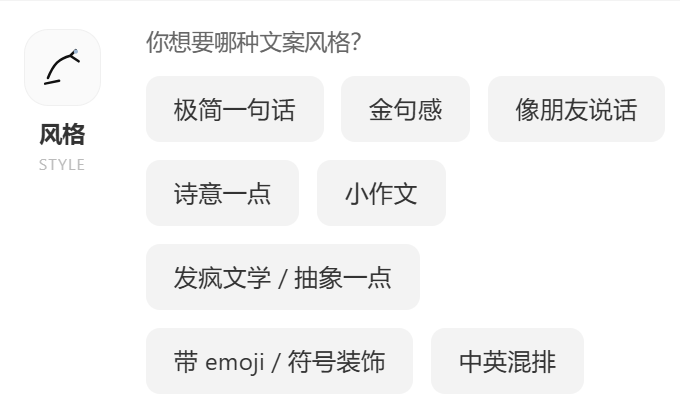 你想要哪种文案风格？
风格
STYLE
极简一句话 金句感 像朋友说话
诗意一点 小作文
发疯文学 / 抽象一点
带 emoji / 符号装饰 中英混排